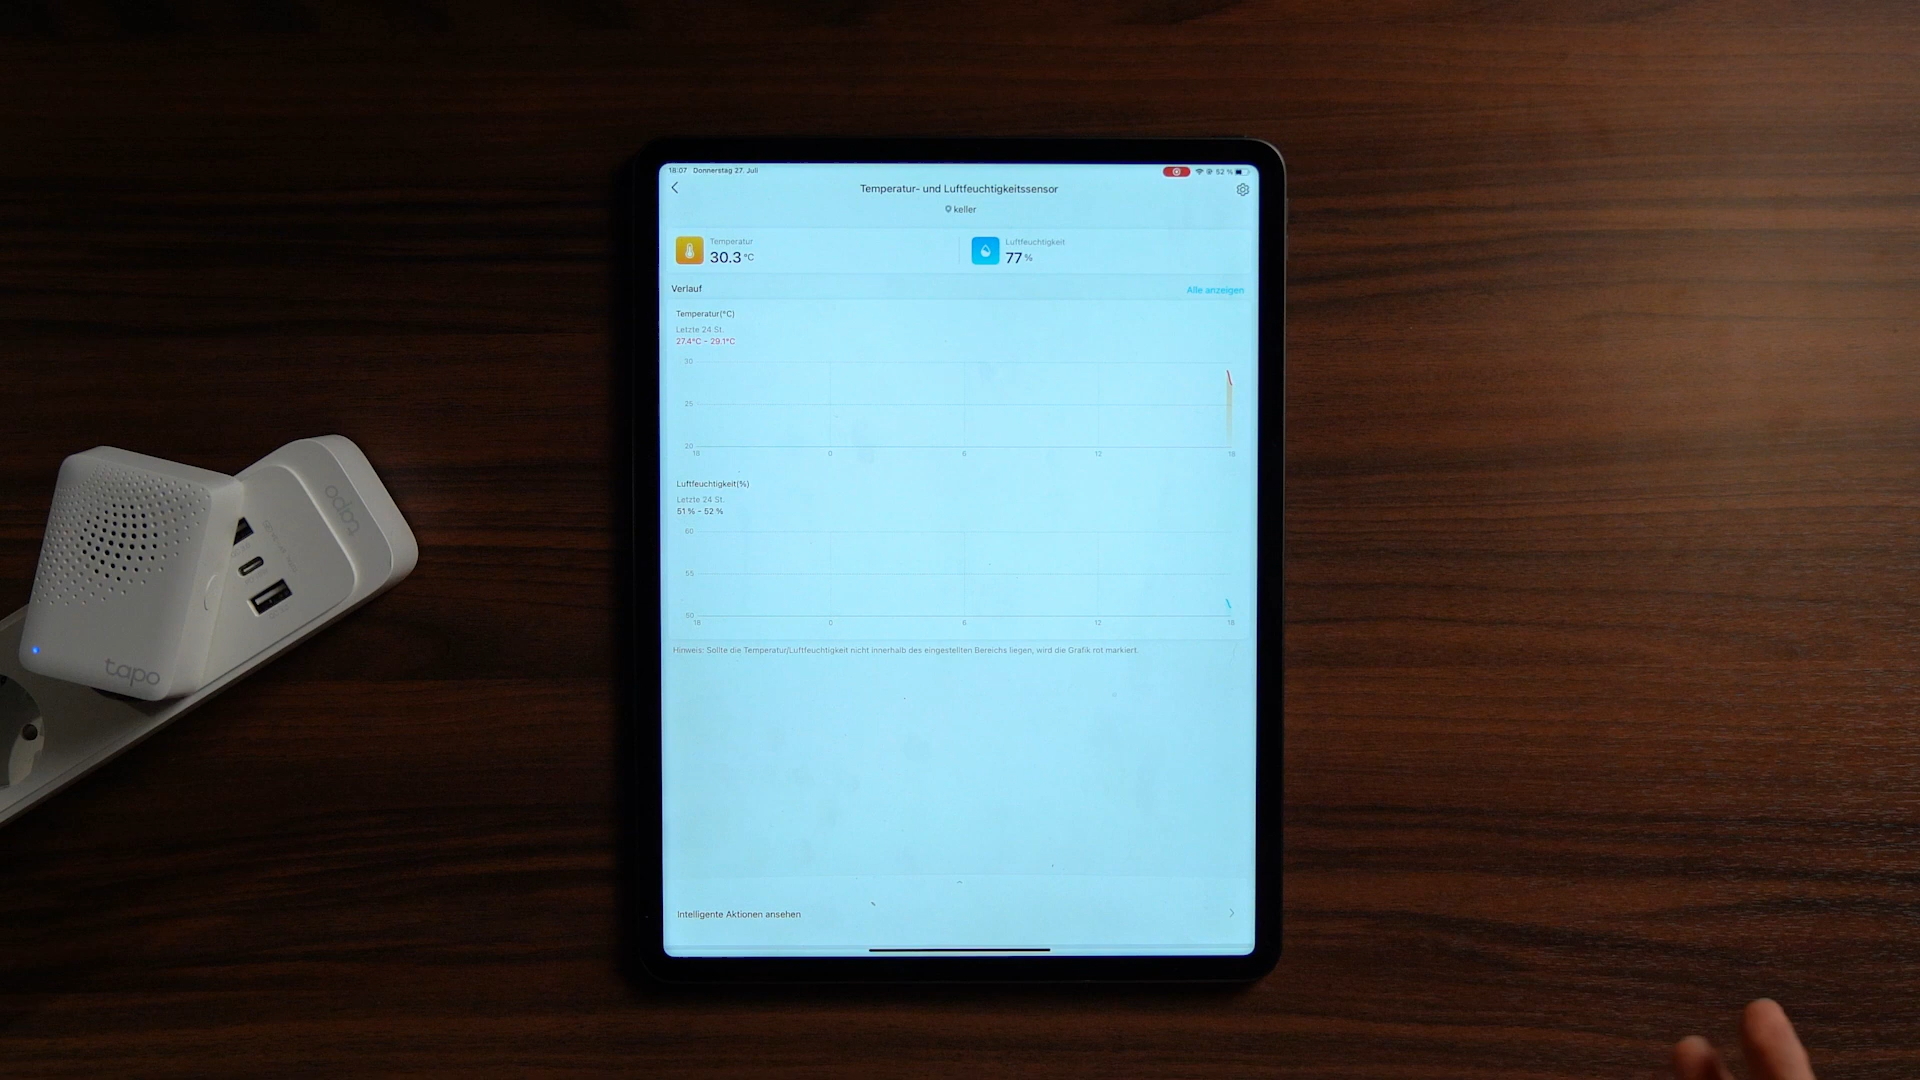 18:07 Donnerstag 27. Juli
52 %
Temperatur- und Luftfeuchtigkeitssensor
keller
Temperatur
30.3 °C
Luftfeuchtigkeit
77 %
Verlauf
Alle anzeigen
Temperatur(°C)
Letzte 24 St.
27.4°C ~ 29.1°C
30
25
20
18 0 6 12 18
Luftfeuchtigkeit(%)
Letzte 24 St.
51 % ~ 52 %
60
55
50
18 0 6 12 18
Hinweis: Sollte die Temperatur/Luftfeuchtigkeit nicht innerhalb des eingestellten Bereichs liegen, wird die Grafik rot markiert.
Intelligente Aktionen ansehen
tapo
tapo